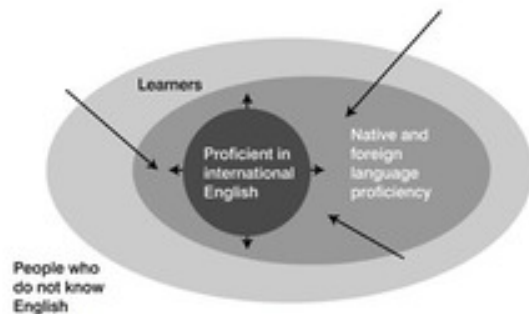 Learners
Proficient in
international
English
Native and
foreign
language
proficiency
People who
do not know
English